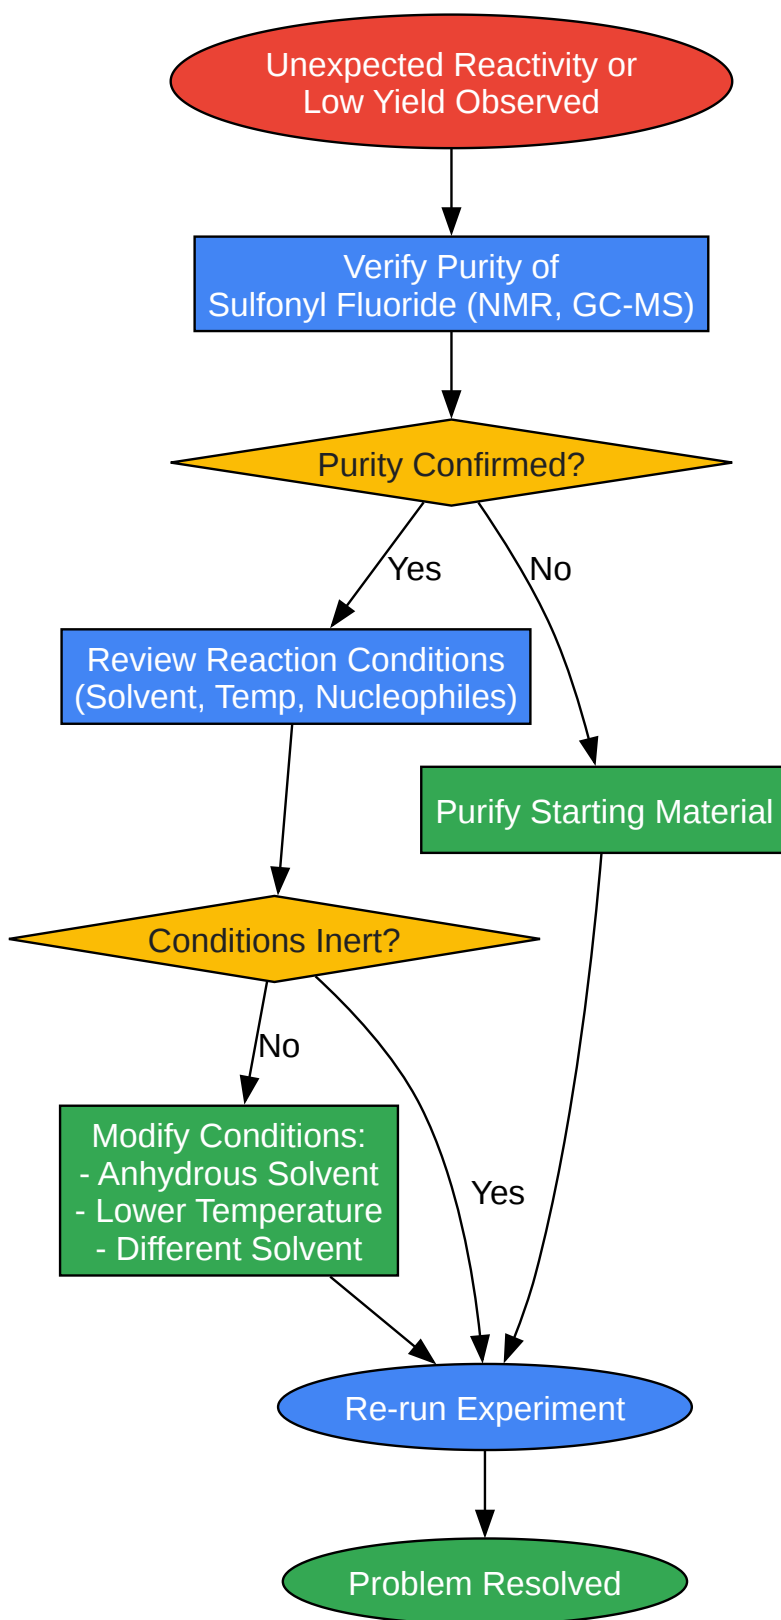 Unexpected Reactivity or
Low Yield Observed
Verify Purity of
Sulfonyl Fluoride (NMR, GC-MS)
Purity Confirmed?
Yes
No
Review Reaction Conditions
(Solvent, Temp, Nucleophiles)
Purify Starting Material
Conditions Inert?
No
Modify Conditions:
- Anhydrous Solvent
- Lower Temperature
- Different Solvent
Yes
Re-run Experiment
Problem Resolved